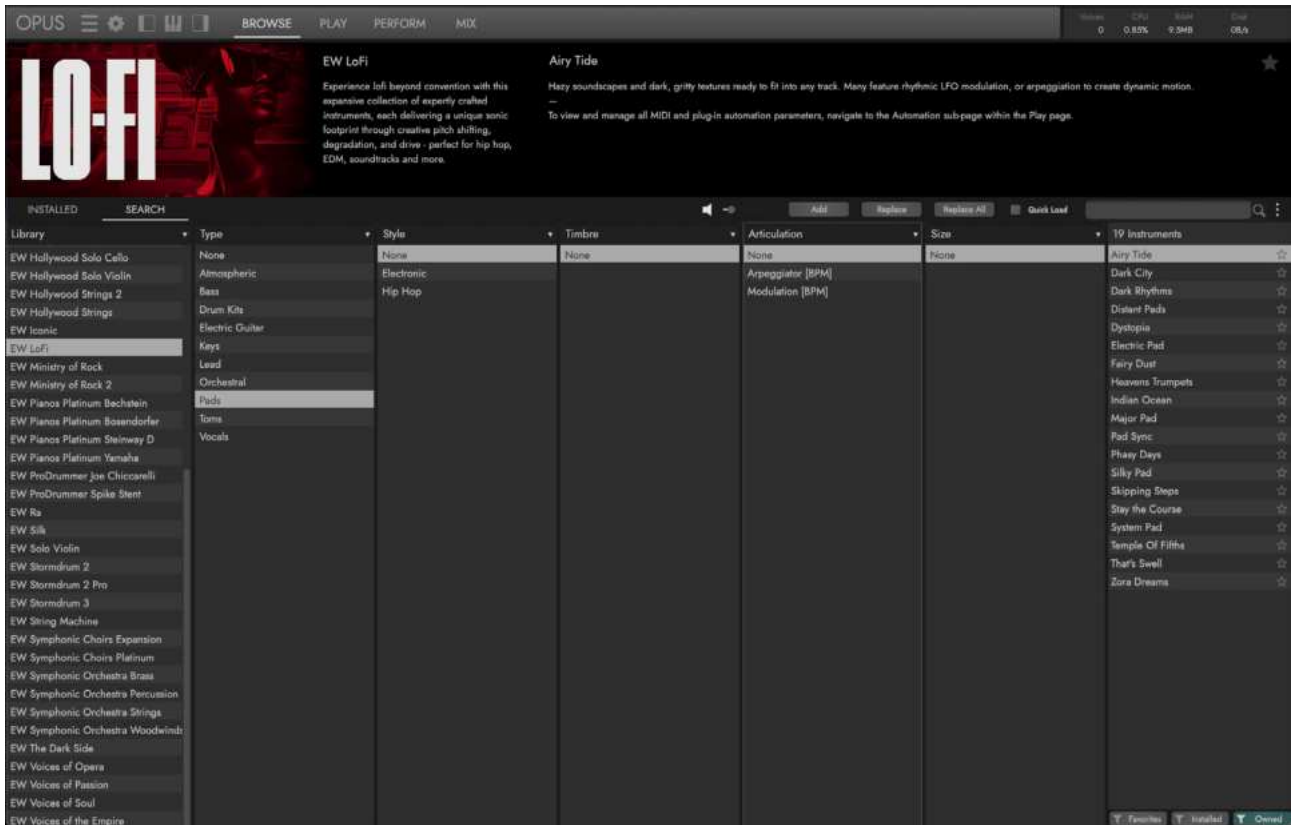 OPUS
BROWSE
PLAY
PERFORM
MIX
Voices CPU RAM Disk
0 0.83% 9.5MB 0B/s
LO-FI
EW LoFi
Experience lofi beyond convention with this
expansive collection of expertly crafted
instruments, each delivering a unique sonic
footprint through creative pitch shifting,
degradation, and drive - perfect for hip hop,
EDM, soundtracks and more.
Airy Tide
Hazy soundscapes and dark, gritty textures ready to fit into any track. Many feature rhythmic LFO modulation, or arpeggiation to create dynamic motion.
—
To view and manage all MIDI and plug-in automation parameters, navigate to the Automation sub-page within the Play page.
INSTALLED
SEARCH
Add
Replace
Replace All
Quick Load
Library
EW Hollywood Solo Cello
EW Hollywood Solo Violin
EW Hollywood Strings 2
EW Hollywood Strings
EW Iconic
EW LoFi
EW Ministry of Rock
EW Ministry of Rock 2
EW Pianos Platinum Bechstein
EW Pianos Platinum Bosendorfer
EW Pianos Platinum Steinway D
EW Pianos Platinum Yamaha
EW ProDrummer Joe Chiccarelli
EW ProDrummer Spike Stent
EW Ra
EW Silk
EW Solo Violin
EW Stormdrum 2
EW Stormdrum 2 Pro
EW Stormdrum 3
EW String Machine
EW Symphonic Choirs Expansion
EW Symphonic Choirs Platinum
EW Symphonic Orchestra Brass
EW Symphonic Orchestra Percussion
EW Symphonic Orchestra Strings
EW Symphonic Orchestra Woodwinds
EW The Dark Side
EW Voices of Opera
EW Voices of Passion
EW Voices of Soul
EW Voices of the Empire
Type
None
Atmospheric
Bass
Drum Kits
Electric Guitar
Keys
Lead
Orchestral
Pads
Toms
Vocals
Style
None
Electronic
Hip Hop
Timbre
None
Articulation
None
Arpeggiator [BPM]
Modulation [BPM]
Size
None
19 Instruments
Airy Tide
Dark City
Dark Rhythms
Distant Pads
Dystopia
Electric Pad
Fairy Dust
Heavens Trumpets
Indian Ocean
Major Pad
Pad Sync
Phasy Days
Silky Pad
Skipping Steps
Stay the Course
System Pad
Temple Of Fifths
That's Swell
Zora Dreams
Favorites
Installed
Owned